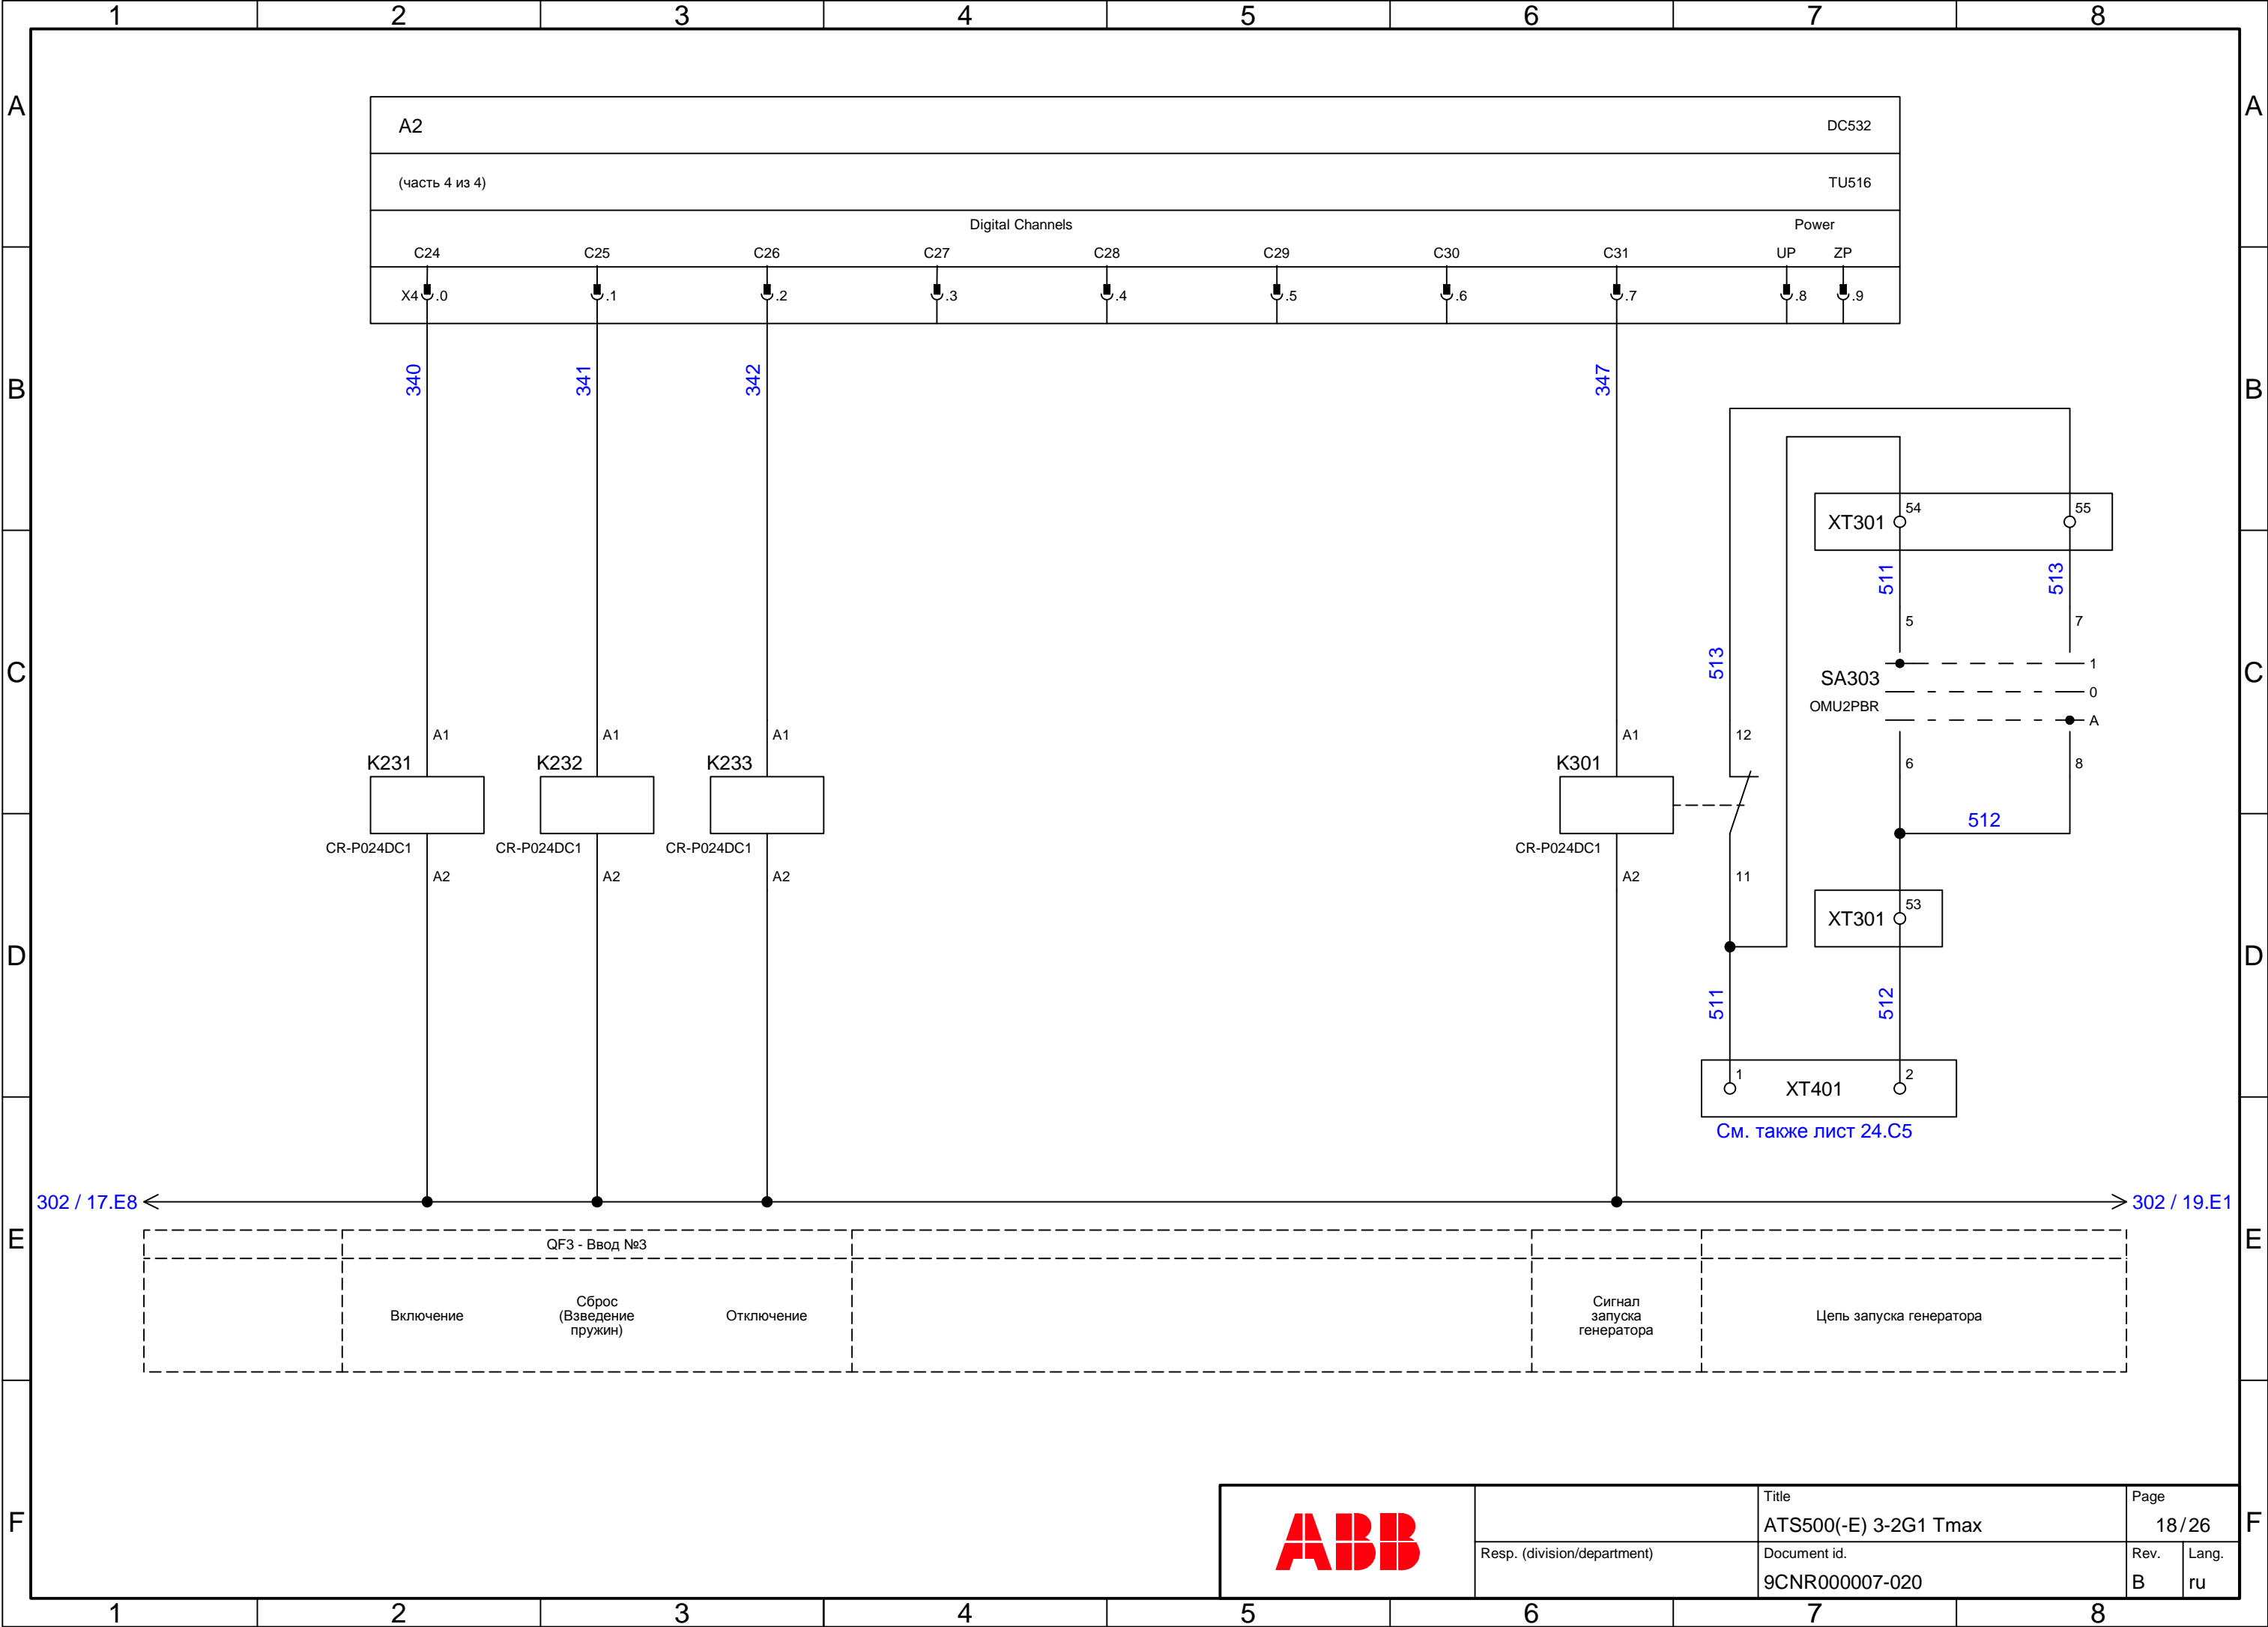 1 2 3 4 5 6 7 8
A A
A2 DC532
(часть 4 из 4) TU516
Digital Channels Power
C24 C25 C26 C27 C28 C29 C30 C31 UP ZP
X4 .0 .1 .2 .3 .4 .5 .6 .7 .8 .9
340 341 342 347
B B
XT301 54 55
511 513
5 7
513
C C
1
SA303
0
OMU2PBR
A
A1 A1 A1 A1 12
K231 K232 K233 K301
6 8
512
CR-P024DC1 CR-P024DC1 CR-P024DC1 CR-P024DC1
A2 A2 A2 A2 11
XT301 53
D D
511 512
1 XT401 2
См. также лист 24.C5
302 / 17.E8 302 / 19.E1
E E
QF3 - Ввод №3
Включение
Сброс
(Взведение
пружин)
Отключение
Сигнал
запуска
генератора
Цепь запуска генератора
F F
ABB
Title
ATS500(-E) 3-2G1 Tmax
Page
18/26
Resp. (division/department)
Document id.
9CNR000007-020
Rev.
B
Lang.
ru
1 2 3 4 5 6 7 8